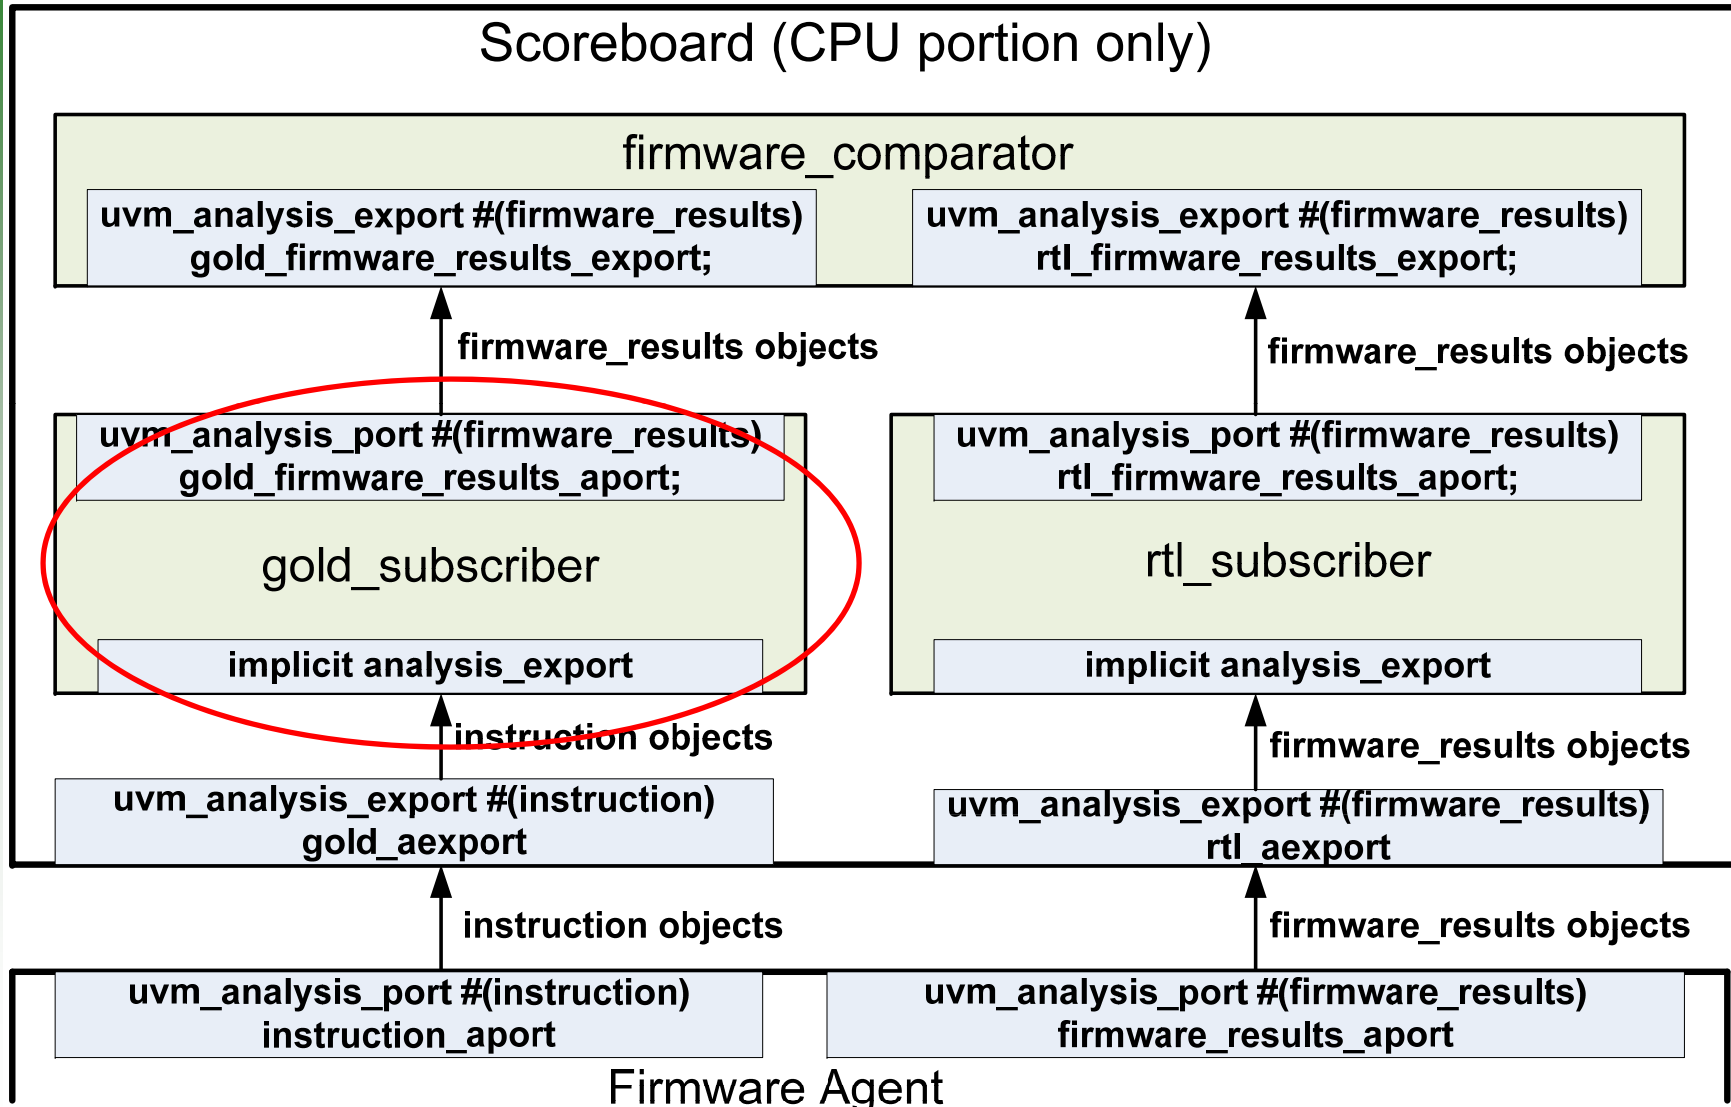 Scoreboard (CPU portion only)
firmware_comparator
uvm_analysis_export #(firmware_results)
gold_firmware_results_export;
uvm_analysis_export #(firmware_results)
rtl_firmware_results_export;
firmware_results objects
firmware_results objects
uvm_analysis_port #(firmware_results)
gold_firmware_results_aport;
uvm_analysis_port #(firmware_results)
rtl_firmware_results_aport;
gold_subscriber
rtl_subscriber
implicit analysis_export
implicit analysis_export
instruction objects
firmware_results objects
uvm_analysis_export #(instruction)
gold_aexport
uvm_analysis_export #(firmware_results)
rtl_aexport
instruction objects
firmware_results objects
uvm_analysis_port #(instruction)
instruction_aport
uvm_analysis_port #(firmware_results)
firmware_results_aport
Firmware Agent